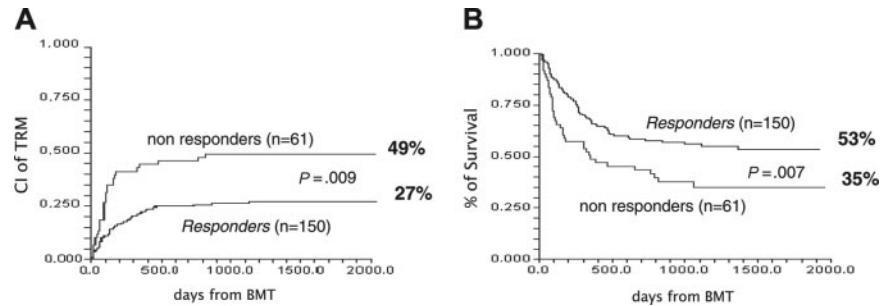 A
CI of TRM
1.000
0.750
0.500
0.250
0.000
non responders (n=61)
49%
P=.009
27%
Responders (n=150)
0.0 500.0 1000.0 1500.0 2000.0
days from BMT
B
% of Survival
1.000
0.750
0.500
0.250
0.000
Responders (n=150)
53%
P=.007
35%
non responders (n=61)
0.0 500.0 1000.0 1500.0 2000.0
days from BMT